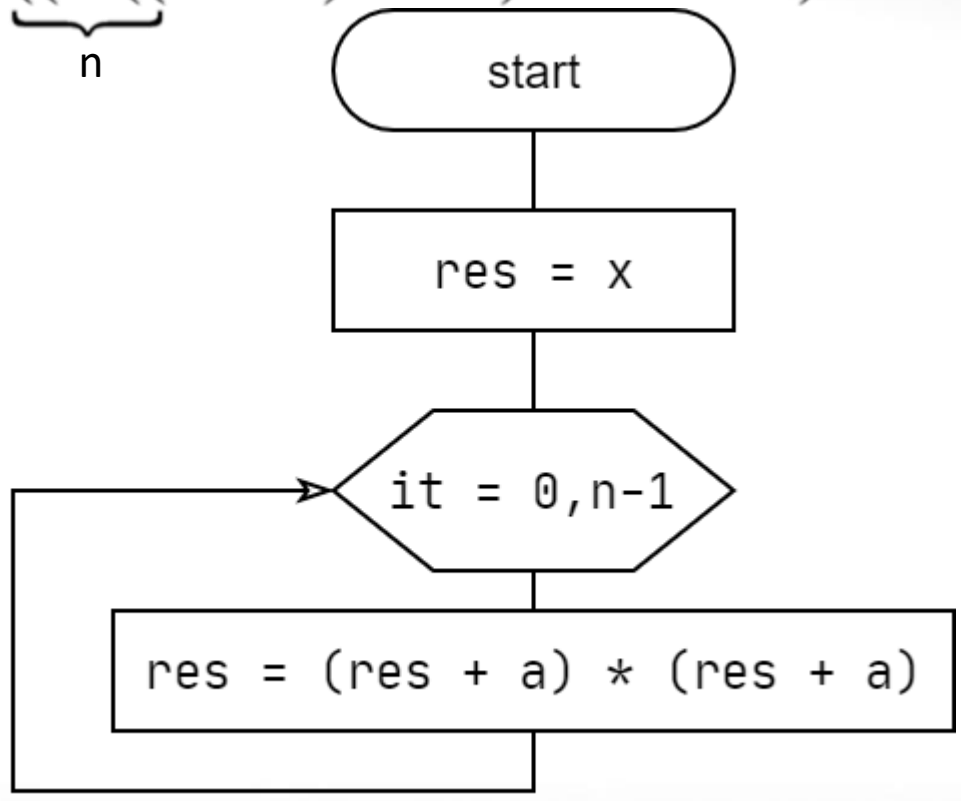 n
start
res = x
it = 0,n-1
res = (res + a) * (res + a)